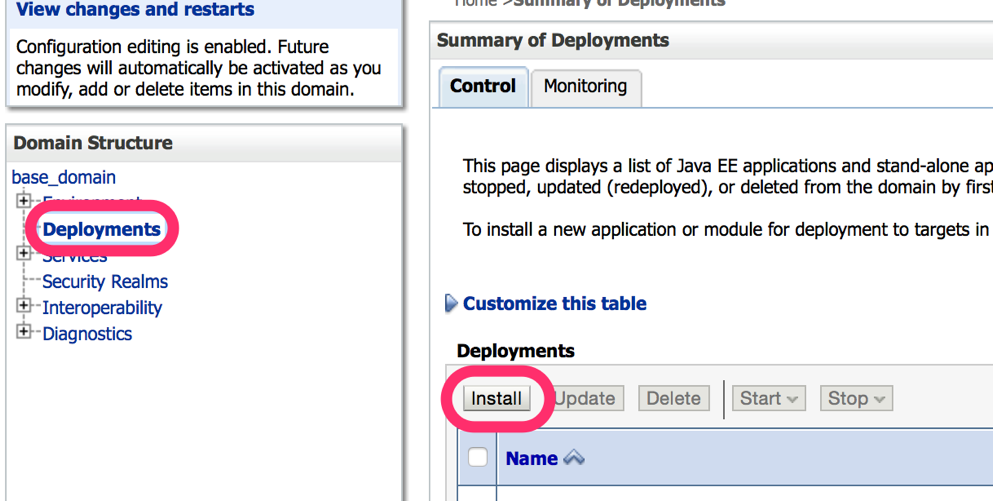 View changes and restarts
Configuration editing is enabled. Future
changes will automatically be activated as you
modify, add or delete items in this domain.
Domain Structure
base_domain
Environment
Deployments
Services
Security Realms
Interoperability
Diagnostics
Home >Summary of Deployments
Summary of Deployments
Control
Monitoring
This page displays a list of Java EE applications and stand-alone ap
stopped, updated (redeployed), or deleted from the domain by first
To install a new application or module for deployment to targets in
Customize this table
Deployments
Install
Update
Delete
Start
Stop
Name